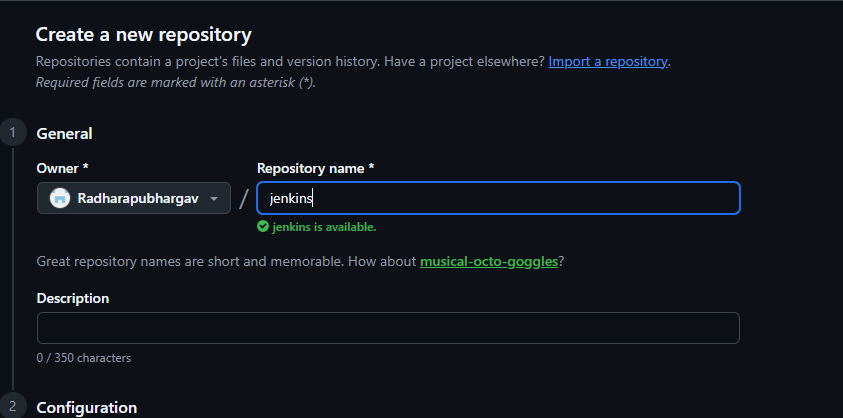 Create a new repository
Repositories contain a project's files and version history. Have a project elsewhere? Import a repository.
Required fields are marked with an asterisk (*).
1
General
Owner *
Repository name *
Radharapubhargav
/
jenkins
jenkins is available.
Great repository names are short and memorable. How about musical-octo-goggles?
Description
0 / 350 characters
2
Configuration